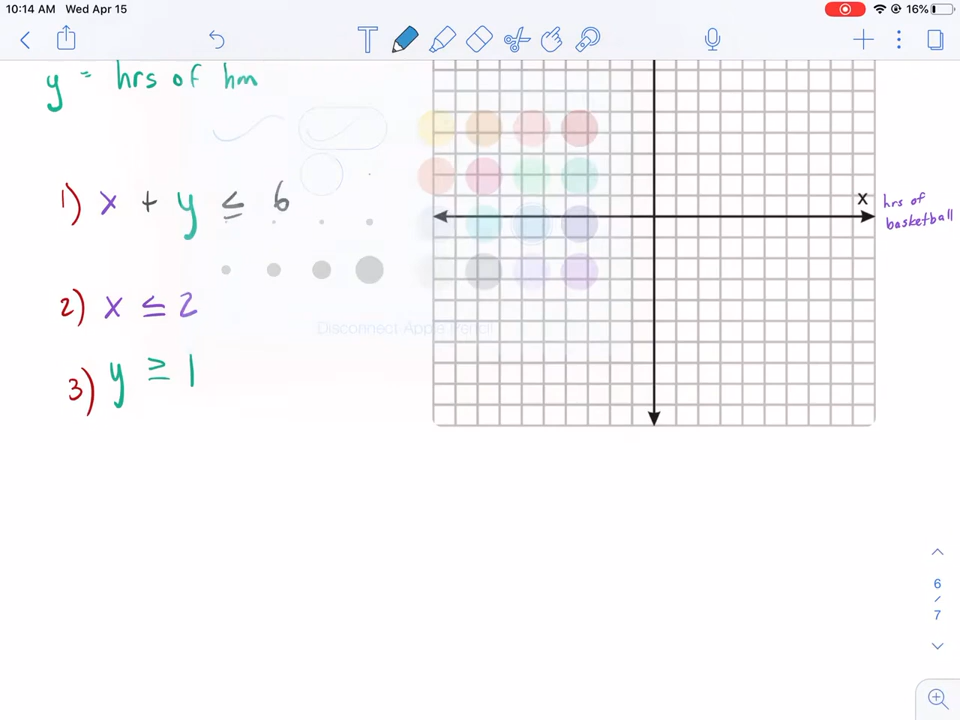 10:14 AM Wed Apr 15
16%
T
y = hrs of hm
1) x + y ≤ 6
x hrs of
basketball
Disconnect Apple Pencil
2) x ≤ 2
3) y ≥ 1
6
/
7